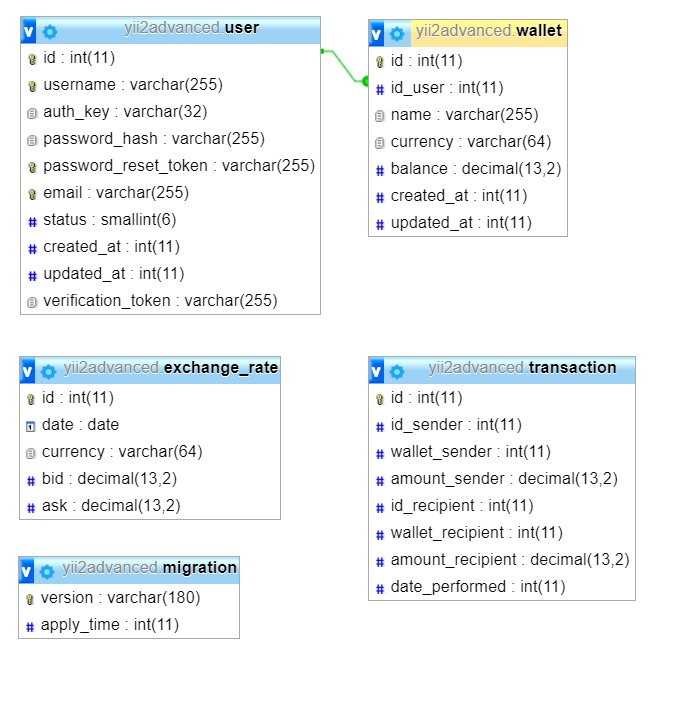 yii2advanced.user
id : int(11)
username : varchar(255)
auth_key : varchar(32)
password_hash : varchar(255)
password_reset_token : varchar(255)
email : varchar(255)
status : smallint(6)
created_at : int(11)
updated_at : int(11)
verification_token : varchar(255)
yii2advanced.wallet
id : int(11)
id_user : int(11)
name : varchar(255)
currency : varchar(64)
balance : decimal(13,2)
created_at : int(11)
updated_at : int(11)
yii2advanced.exchange_rate
id : int(11)
date : date
currency : varchar(64)
bid : decimal(13,2)
ask : decimal(13,2)
yii2advanced.transaction
id : int(11)
id_sender : int(11)
wallet_sender : int(11)
amount_sender : decimal(13,2)
id_recipient : int(11)
wallet_recipient : int(11)
amount_recipient : decimal(13,2)
date_performed : int(11)
yii2advanced.migration
version : varchar(180)
apply_time : int(11)